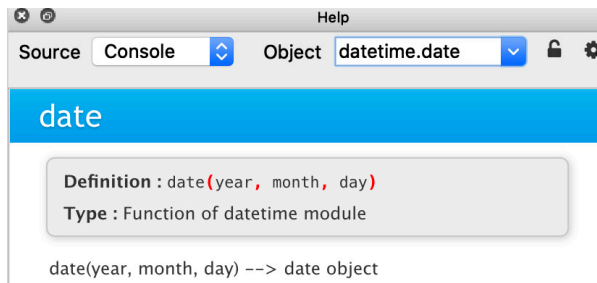 Help
Source Console Object datetime.date
date
Definition : date(year, month, day)
Type : Function of datetime module
date(year, month, day) --> date object